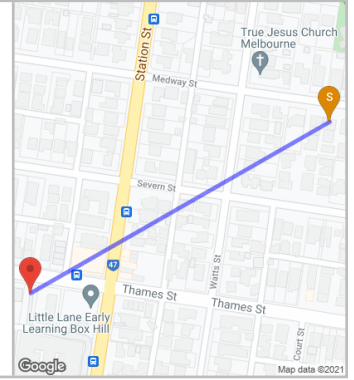 Station St
True Jesus Church
Melbourne
Medway St
S
Severn St
47
Watts St
Thames St
Thames St
Little Lane Early
Learning Box Hill
Court St
Google
Map data ©2021